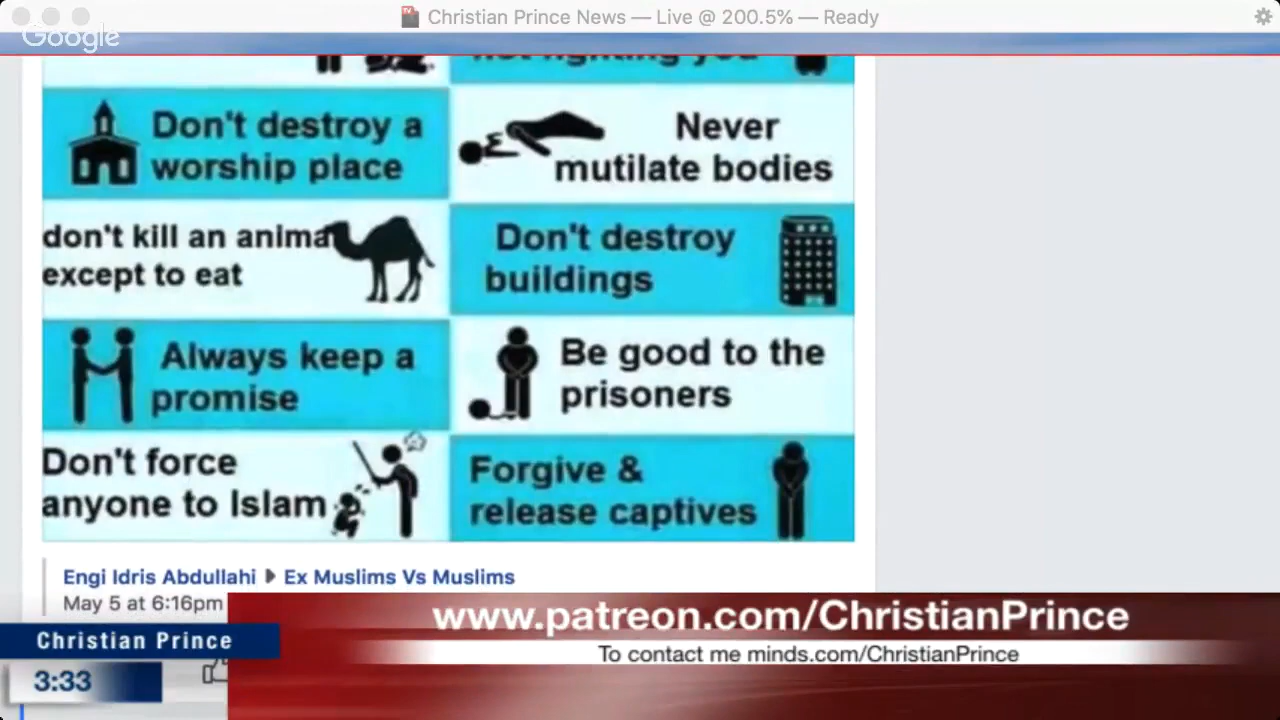 Christian Prince News — Live @ 200.5% — Ready
Google
not fighting you
Don't destroy a
worship place
Never
mutilate bodies
don't kill an anima
except to eat
Don't destroy
buildings
Always keep a
promise
Be good to the
prisoners
Don't force
anyone to Islam
Forgive &
release captives
Engi Idris Abdullahi Ex Muslims Vs Muslims
May 5 at 6:16pm
www.patreon.com/ChristianPrince
To contact me minds.com/ChristianPrince
Christian Prince
3:33